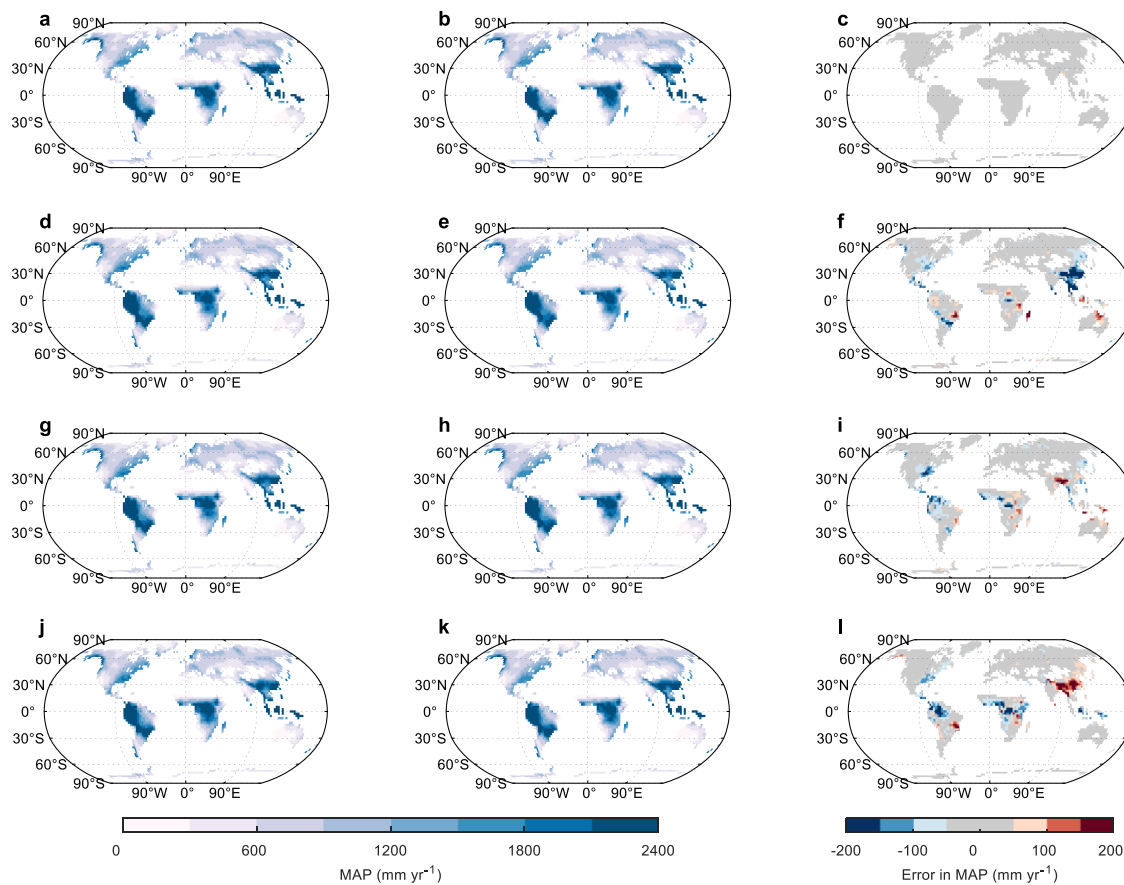 a b c
90°N 90°N 90°N
60°N 60°N 60°N
30°N 30°N 30°N
0° 0° 0°
30°S 30°S 30°S
60°S 60°S 60°S
90°S 90°S 90°S
90°W 0° 90°E 90°W 0° 90°E 90°W 0° 90°E
d e f
90°N 90°N 90°N
60°N 60°N 60°N
30°N 30°N 30°N
0° 0° 0°
30°S 30°S 30°S
60°S 60°S 60°S
90°S 90°S 90°S
90°W 0° 90°E 90°W 0° 90°E 90°W 0° 90°E
g h i
90°N 90°N 90°N
60°N 60°N 60°N
30°N 30°N 30°N
0° 0° 0°
30°S 30°S 30°S
60°S 60°S 60°S
90°S 90°S 90°S
90°W 0° 90°E 90°W 0° 90°E 90°W 0° 90°E
j k l
90°N 90°N 90°N
60°N 60°N 60°N
30°N 30°N 30°N
0° 0° 0°
30°S 30°S 30°S
60°S 60°S 60°S
90°S 90°S 90°S
90°W 0° 90°E 90°W 0° 90°E 90°W 0° 90°E
0 600 1200 1800 2400 -200 -100 0 100 200
MAP (mm yr⁻¹) Error in MAP (mm yr⁻¹)